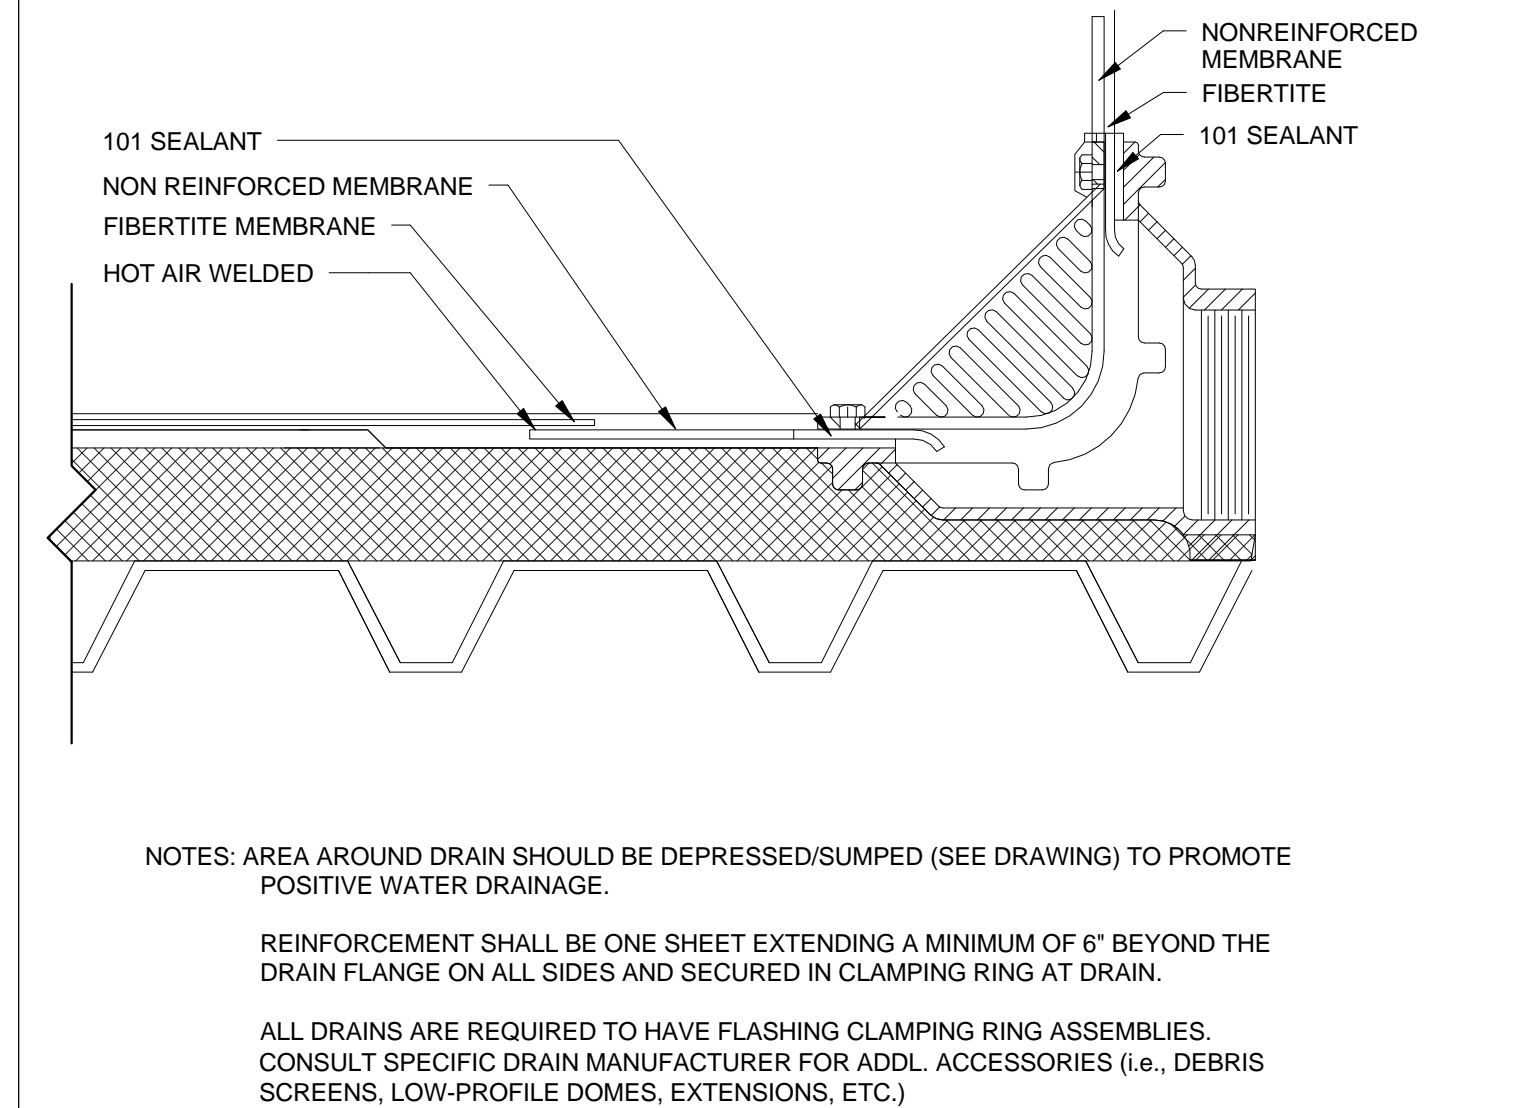 NONREINFORCED
MEMBRANE
FIBERTITE
101 SEALANT
101 SEALANT
NON REINFORCED MEMBRANE
FIBERTITE MEMBRANE
HOT AIR WELDED
NOTES: AREA AROUND DRAIN SHOULD BE DEPRESSED/SUMPED (SEE DRAWING) TO PROMOTE
POSITIVE WATER DRAINAGE.
REINFORCEMENT SHALL BE ONE SHEET EXTENDING A MINIMUM OF 6" BEYOND THE
DRAIN FLANGE ON ALL SIDES AND SECURED IN CLAMPING RING AT DRAIN.
ALL DRAINS ARE REQUIRED TO HAVE FLASHING CLAMPING RING ASSEMBLIES.
CONSULT SPECIFIC DRAIN MANUFACTURER FOR ADDL. ACCESSORIES (i.e., DEBRIS
SCREENS, LOW-PROFILE DOMES, EXTENSIONS, ETC.)